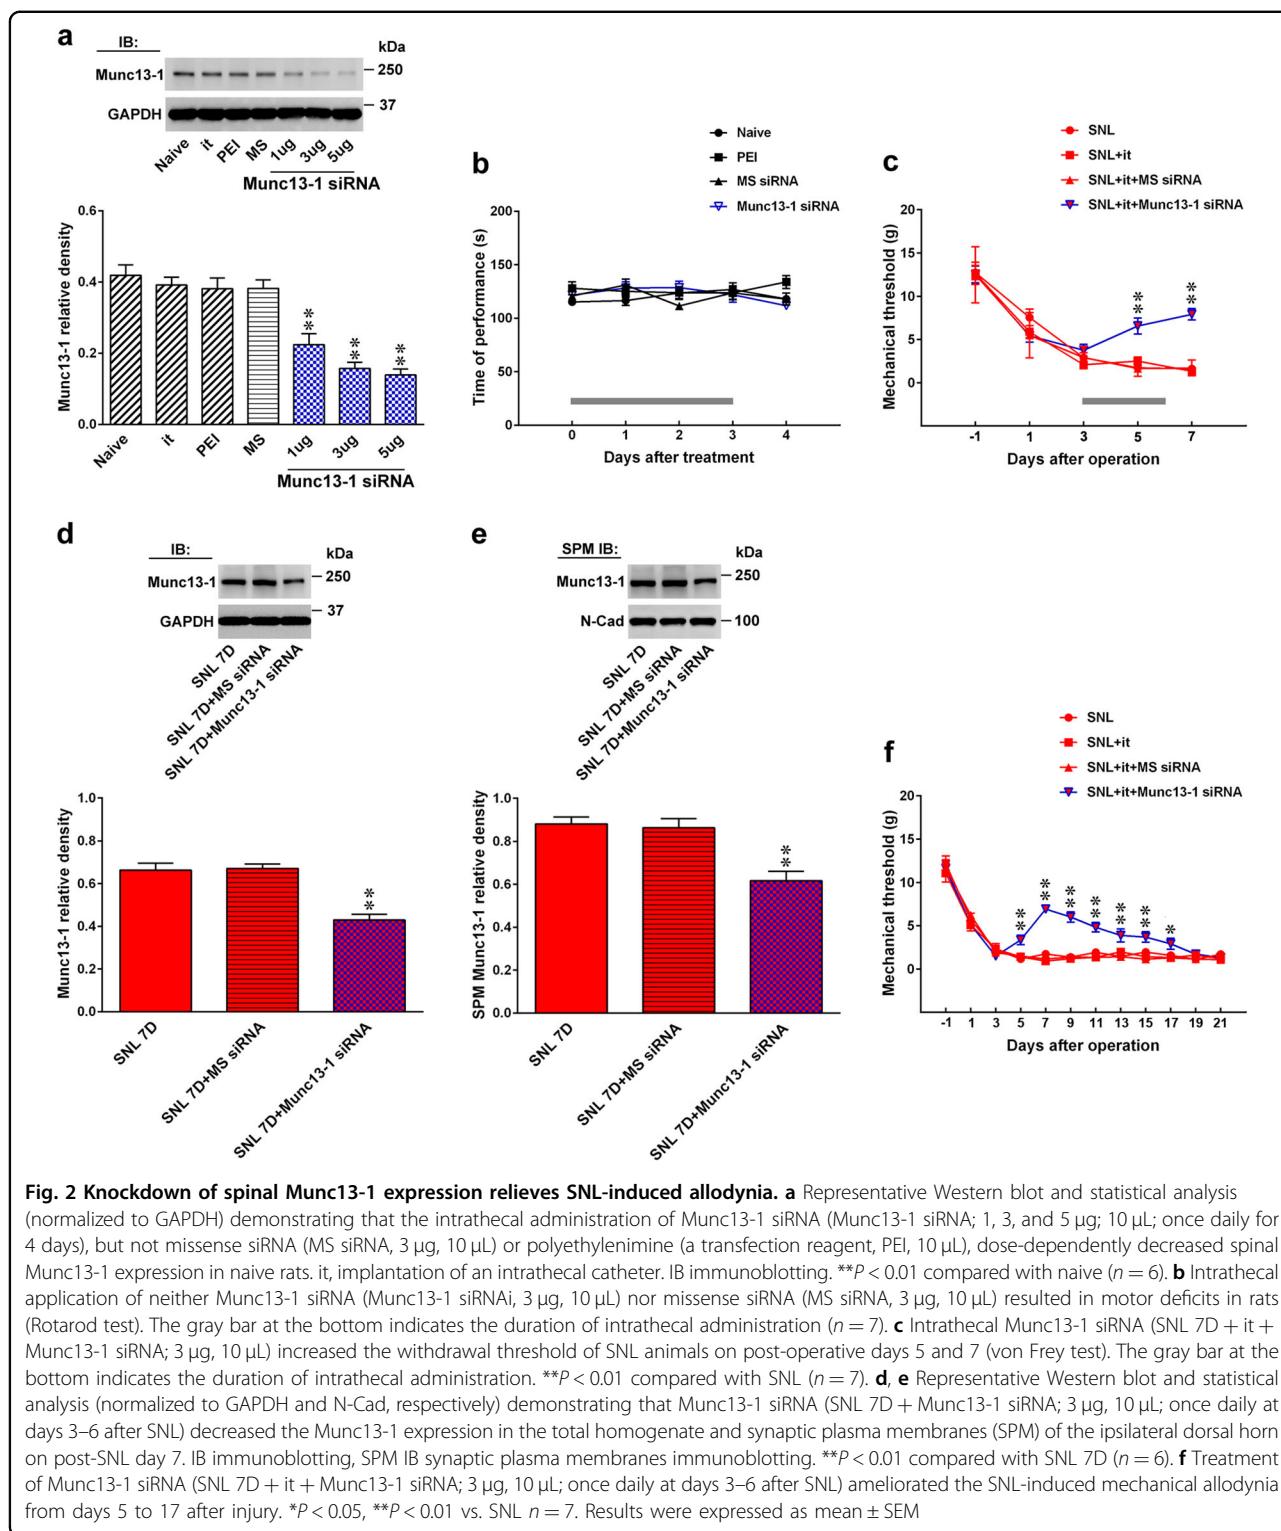 a
IB:
kDa
Munc13-1
250
GAPDH
37
Naive
it
PEI
MS
1ug
3ug
5ug
Munc13-1 siRNA
Munc13-1 relative density
0.6
0.4
0.2
0.0
**
**
**
Naive
it
PEI
MS
1ug
3ug
5ug
Munc13-1 siRNA
b
Naive
PEI
MS siRNA
Munc13-1 siRNA
Time of performance (s)
200
150
100
50
0
0
1
2
3
4
Days after treatment
c
SNL
SNL+it
SNL+it+MS siRNA
SNL+it+Munc13-1 siRNA
Mechanical threshold (g)
20
15
10
5
0
**
**
-1
1
3
5
7
Days after operation
d
IB:
kDa
Munc13-1
250
GAPDH
37
SNL 7D
SNL 7D+MS siRNA
SNL 7D+Munc13-1 siRNA
Munc13-1 relative density
1.0
0.8
0.6
0.4
0.2
0.0
**
SNL 7D
SNL 7D+MS siRNA
SNL 7D+Munc13-1 siRNA
e
SPM IB:
kDa
Munc13-1
250
N-Cad
100
SNL 7D
SNL 7D+MS siRNA
SNL 7D+Munc13-1 siRNA
SPM Munc13-1 relative density
1.0
0.8
0.6
0.4
0.2
0.0
**
SNL 7D
SNL 7D+MS siRNA
SNL 7D+Munc13-1 siRNA
f
SNL
SNL+it
SNL+it+MS siRNA
SNL+it+Munc13-1 siRNA
Mechanical threshold (g)
20
15
10
5
0
**
**
**
**
**
**
*
-1
1
3
5
7
9
11
13
15
17
19
21
Days after operation
Fig. 2 Knockdown of spinal Munc13-1 expression relieves SNL-induced allodynia. a Representative Western blot and statistical analysis
(normalized to GAPDH) demonstrating that the intrathecal administration of Munc13-1 siRNA (Munc13-1 siRNA; 1, 3, and 5 µg; 10 µL; once daily for
4 days), but not missense siRNA (MS siRNA, 3 µg, 10 µL) or polyethylenimine (a transfection reagent, PEI, 10 µL), dose-dependently decreased spinal
Munc13-1 expression in naive rats. it, implantation of an intrathecal catheter. IB immunoblotting. **P < 0.01 compared with naive (n = 6). b Intrathecal
application of neither Munc13-1 siRNA (Munc13-1 siRNAi, 3 µg, 10 µL) nor missense siRNA (MS siRNA, 3 µg, 10 µL) resulted in motor deficits in rats
(Rotarod test). The gray bar at the bottom indicates the duration of intrathecal administration (n = 7). c Intrathecal Munc13-1 siRNA (SNL 7D + it +
Munc13-1 siRNA; 3 µg, 10 µL) increased the withdrawal threshold of SNL animals on post-operative days 5 and 7 (von Frey test). The gray bar at the
bottom indicates the duration of intrathecal administration. **P < 0.01 compared with SNL (n = 7). d, e Representative Western blot and statistical
analysis (normalized to GAPDH and N-Cad, respectively) demonstrating that Munc13-1 siRNA (SNL 7D + Munc13-1 siRNA; 3 µg, 10 µL; once daily at
days 3–6 after SNL) decreased the Munc13-1 expression in the total homogenate and synaptic plasma membranes (SPM) of the ipsilateral dorsal horn
on post-SNL day 7. IB immunoblotting, SPM IB synaptic plasma membranes immunoblotting. **P < 0.01 compared with SNL 7D (n = 6). f Treatment
of Munc13-1 siRNA (SNL 7D + it + Munc13-1 siRNA; 3 µg, 10 µL; once daily at days 3–6 after SNL) ameliorated the SNL-induced mechanical allodynia
from days 5 to 17 after injury. *P < 0.05, **P < 0.01 vs. SNL n = 7. Results were expressed as mean ± SEM